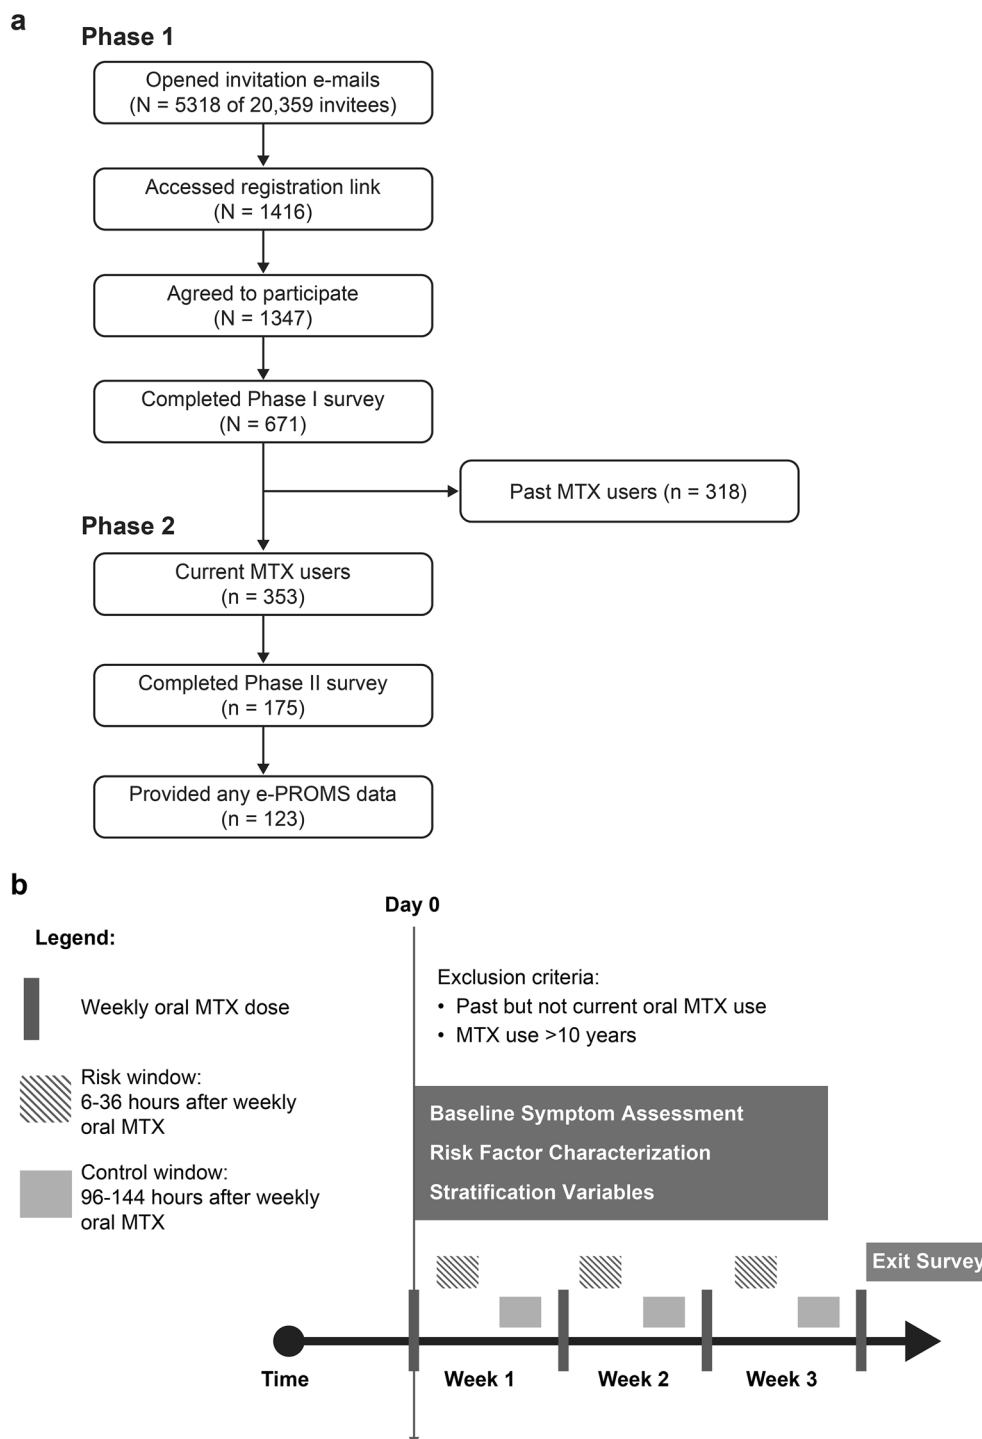 a
Phase 1
Opened invitation e-mails
(N = 5318 of 20,359 invitees)
Accessed registration link
(N = 1416)
Agreed to participate
(N = 1347)
Completed Phase I survey
(N = 671)
Past MTX users (n = 318)
Phase 2
Current MTX users
(n = 353)
Completed Phase II survey
(n = 175)
Provided any e-PROMS data
(n = 123)
b
Day 0
Legend:
Weekly oral MTX dose
Risk window:
6-36 hours after weekly
oral MTX
Control window:
96-144 hours after weekly
oral MTX
Exclusion criteria:
• Past but not current oral MTX use
• MTX use >10 years
Baseline Symptom Assessment
Risk Factor Characterization
Stratification Variables
Exit Survey
Time
Week 1
Week 2
Week 3